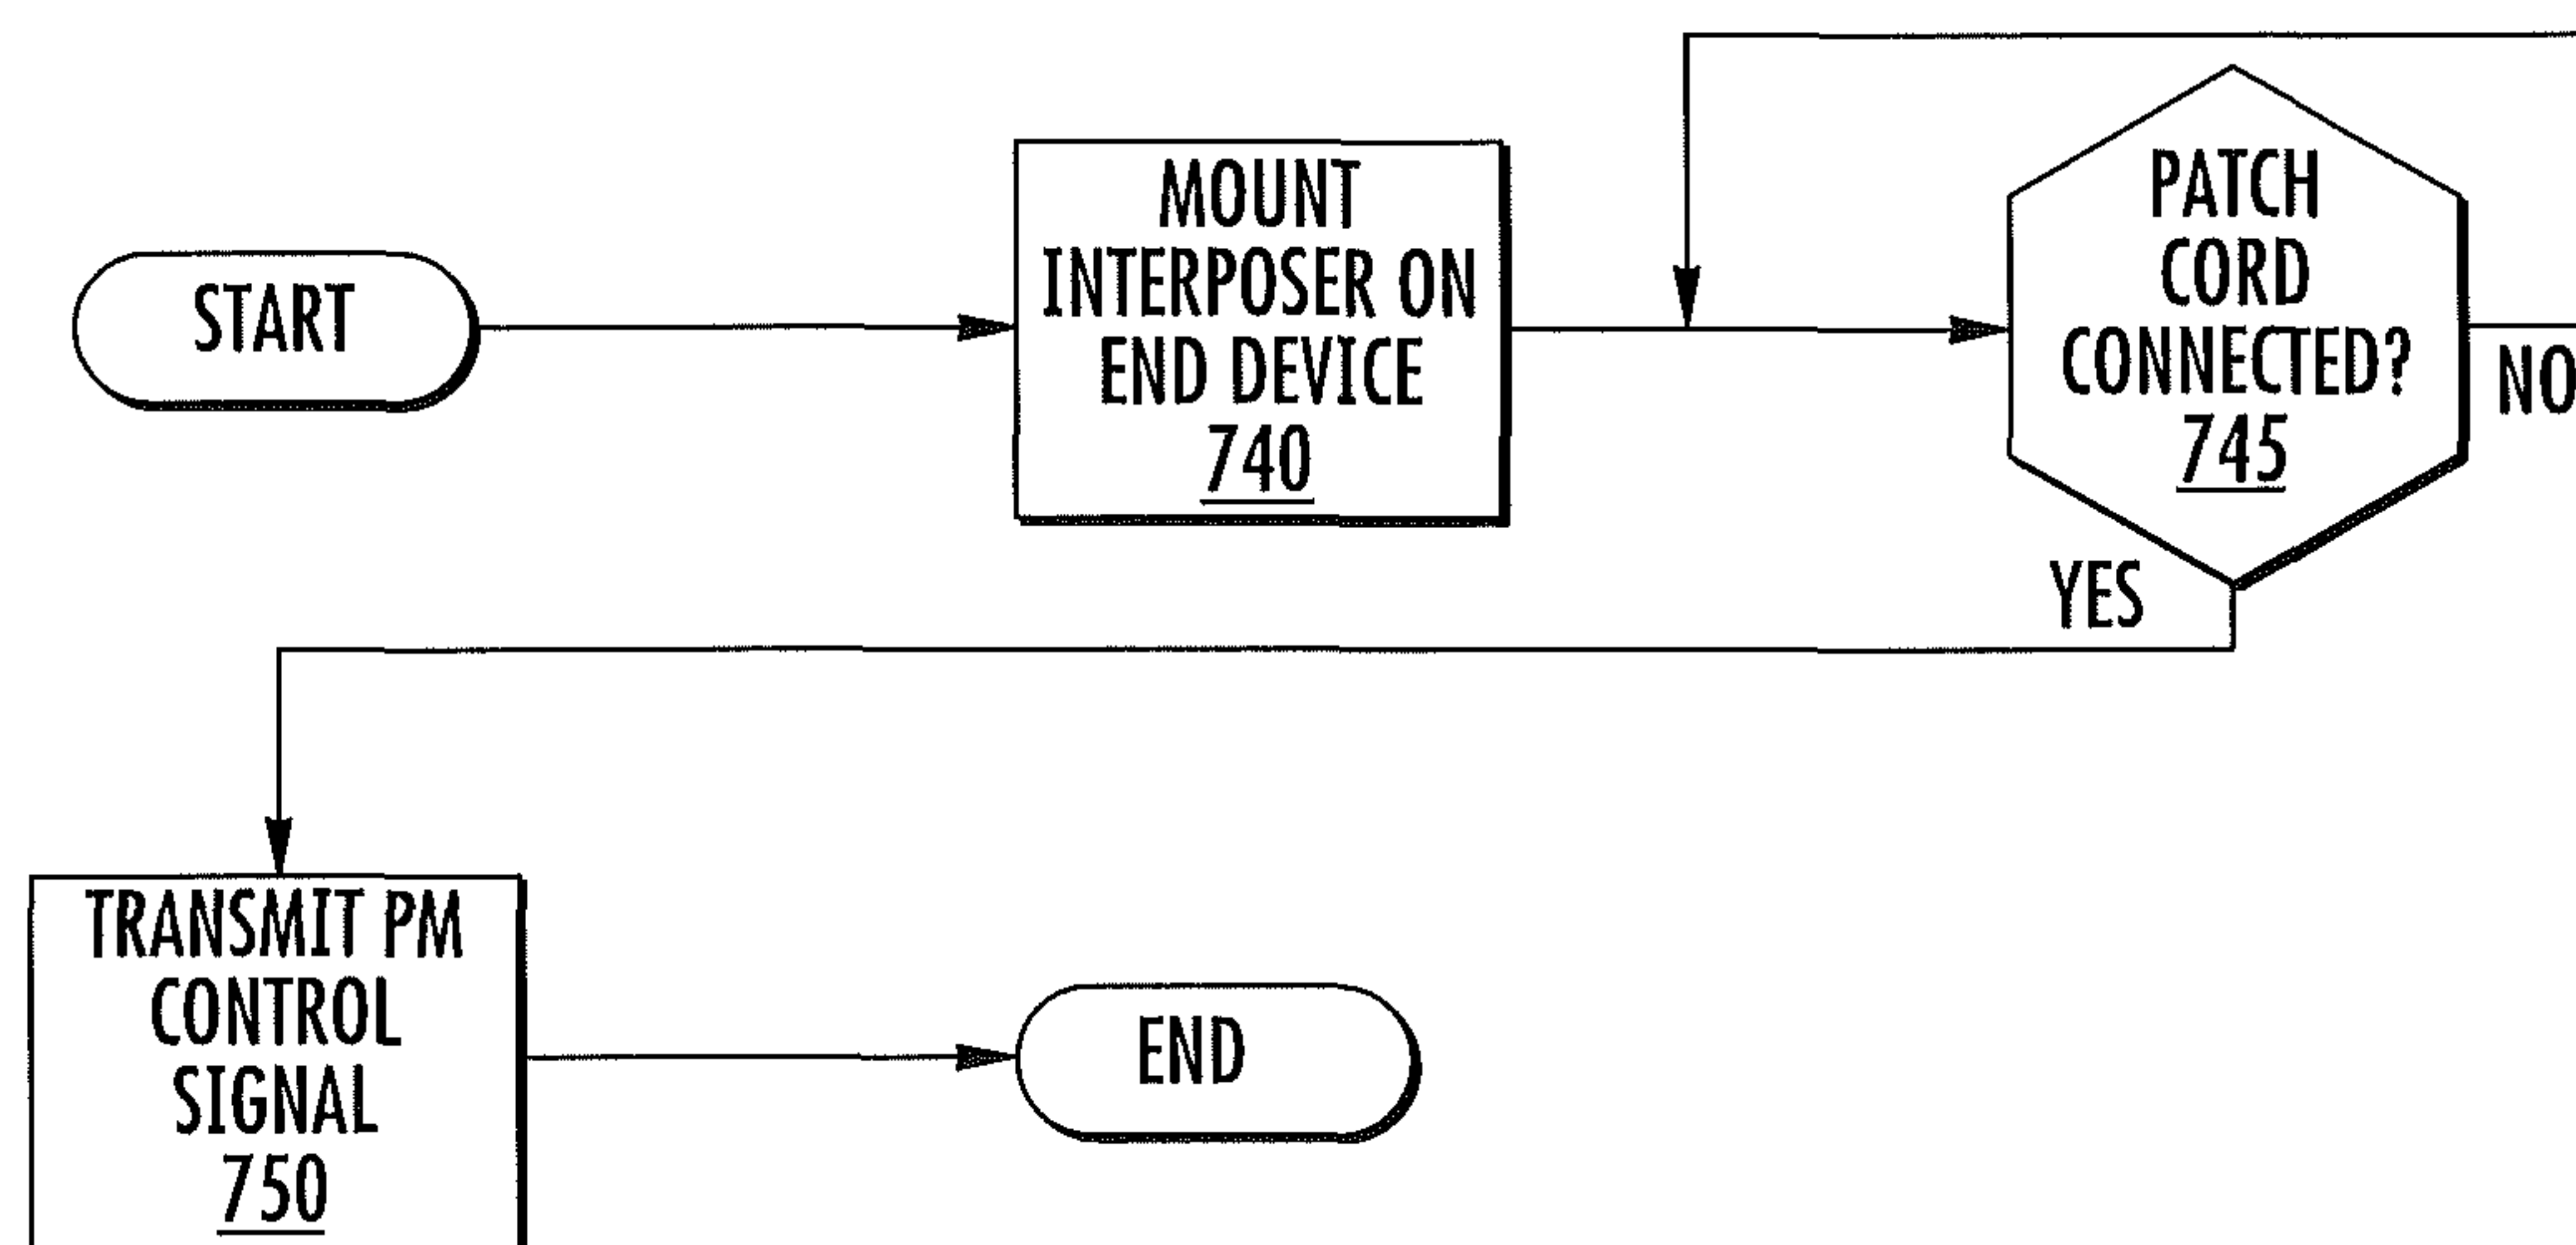 START
MOUNT
INTERPOSER ON
END DEVICE
740
PATCH
CORD
CONNECTED?
745
NO
YES
TRANSMIT PM
CONTROL
SIGNAL
750
END